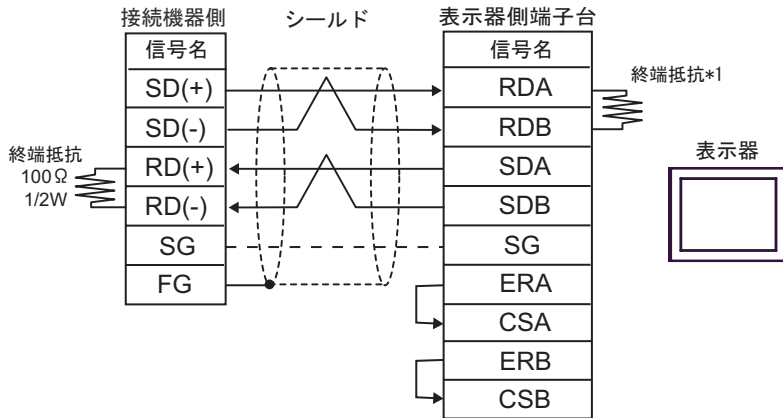 接続機器側
シールド
表示器側端子台
信号名
信号名
SD(+)
RDA
終端抵抗*1
SD(-)
RDB
終端抵抗
100Ω
1/2W
RD(+)
SDA
表示器
RD(-)
SDB
SG
SG
FG
ERA
CSA
ERB
CSB